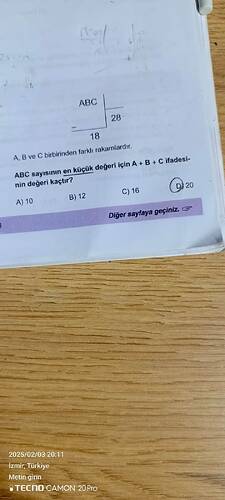 ABC
28
18
A, B ve C birbirinden farklı rakamlardır.
ABC sayısının en küçük değeri için A + B + C ifadesi-
nin değeri kaçtır?
A) 10 B) 12 C) 16 D) 20
Diğer sayfaya geçiniz.
2025/02/03 20:11
İzmir, Türkiye
Metin girin
TECNO CAMON 20 Pro